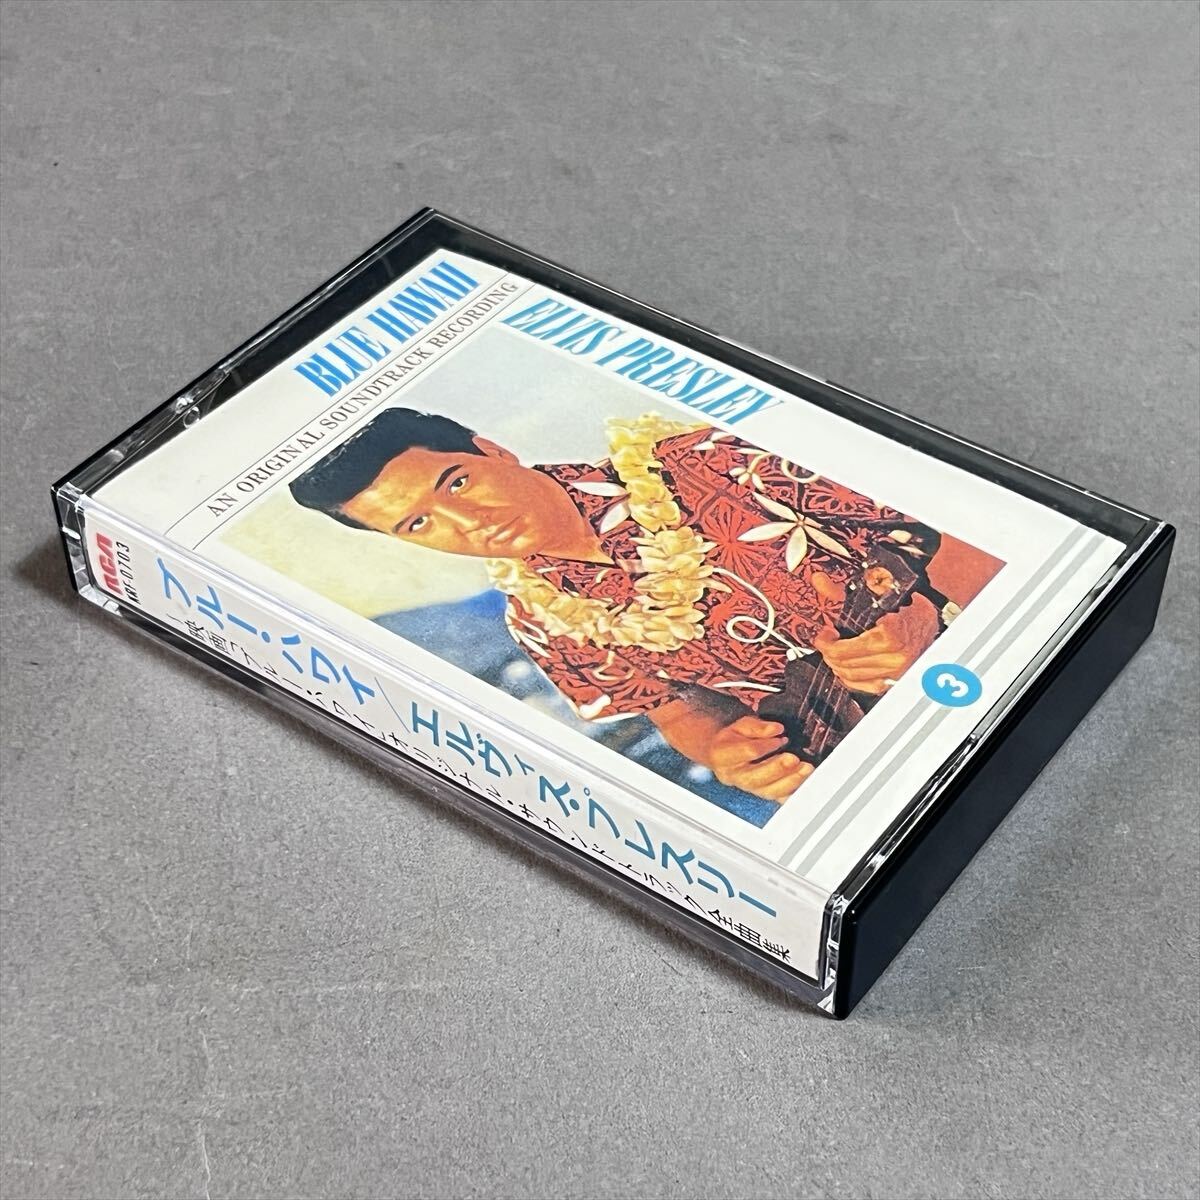 BLUE HAWAII
AN ORIGINAL SOUNDTRACK RECORDING
ELVIS PRESLEY
3
RCA
ブルー・ハワイ／エルヴィス・プレスリー
映画「ブルー・ハワイ」オリジナル・サウンドトラック全曲集